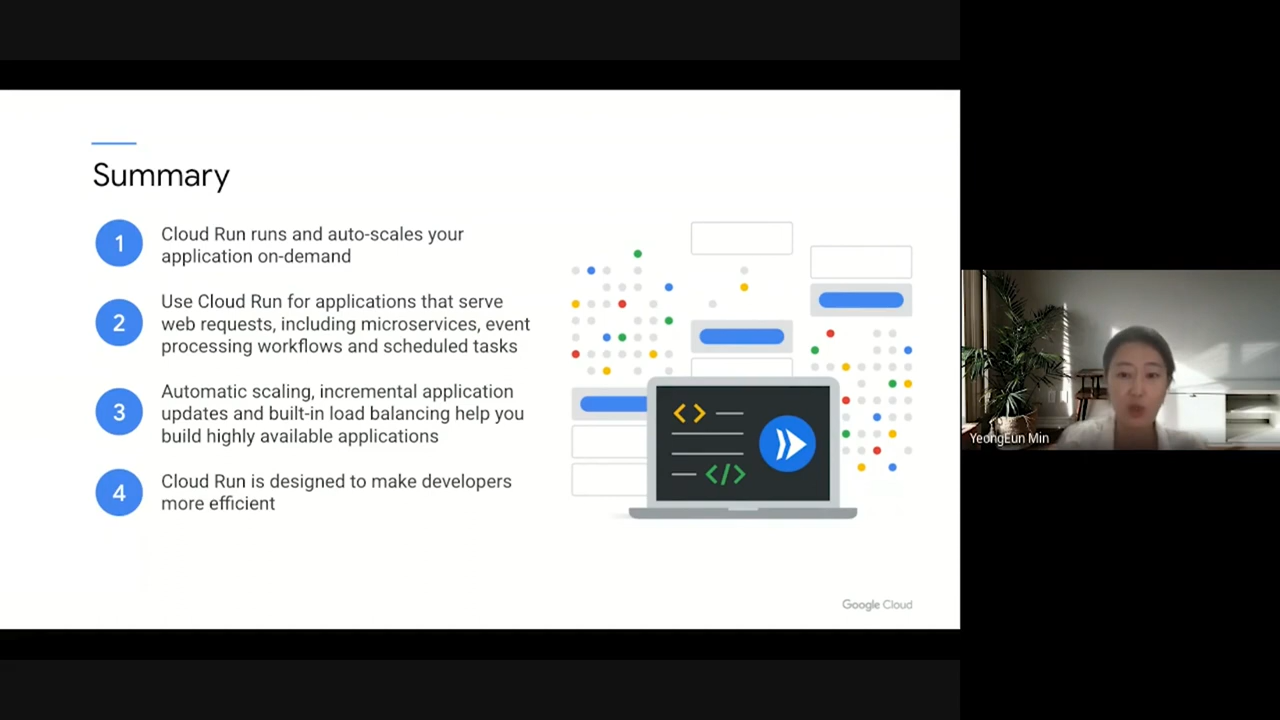 Summary
1
Cloud Run runs and auto-scales your
application on-demand
2
Use Cloud Run for applications that serve
web requests, including microservices, event
processing workflows and scheduled tasks
3
Automatic scaling, incremental application
updates and built-in load balancing help you
build highly available applications
4
Cloud Run is designed to make developers
more efficient
< >
</>
Google Cloud
YeongEun Min